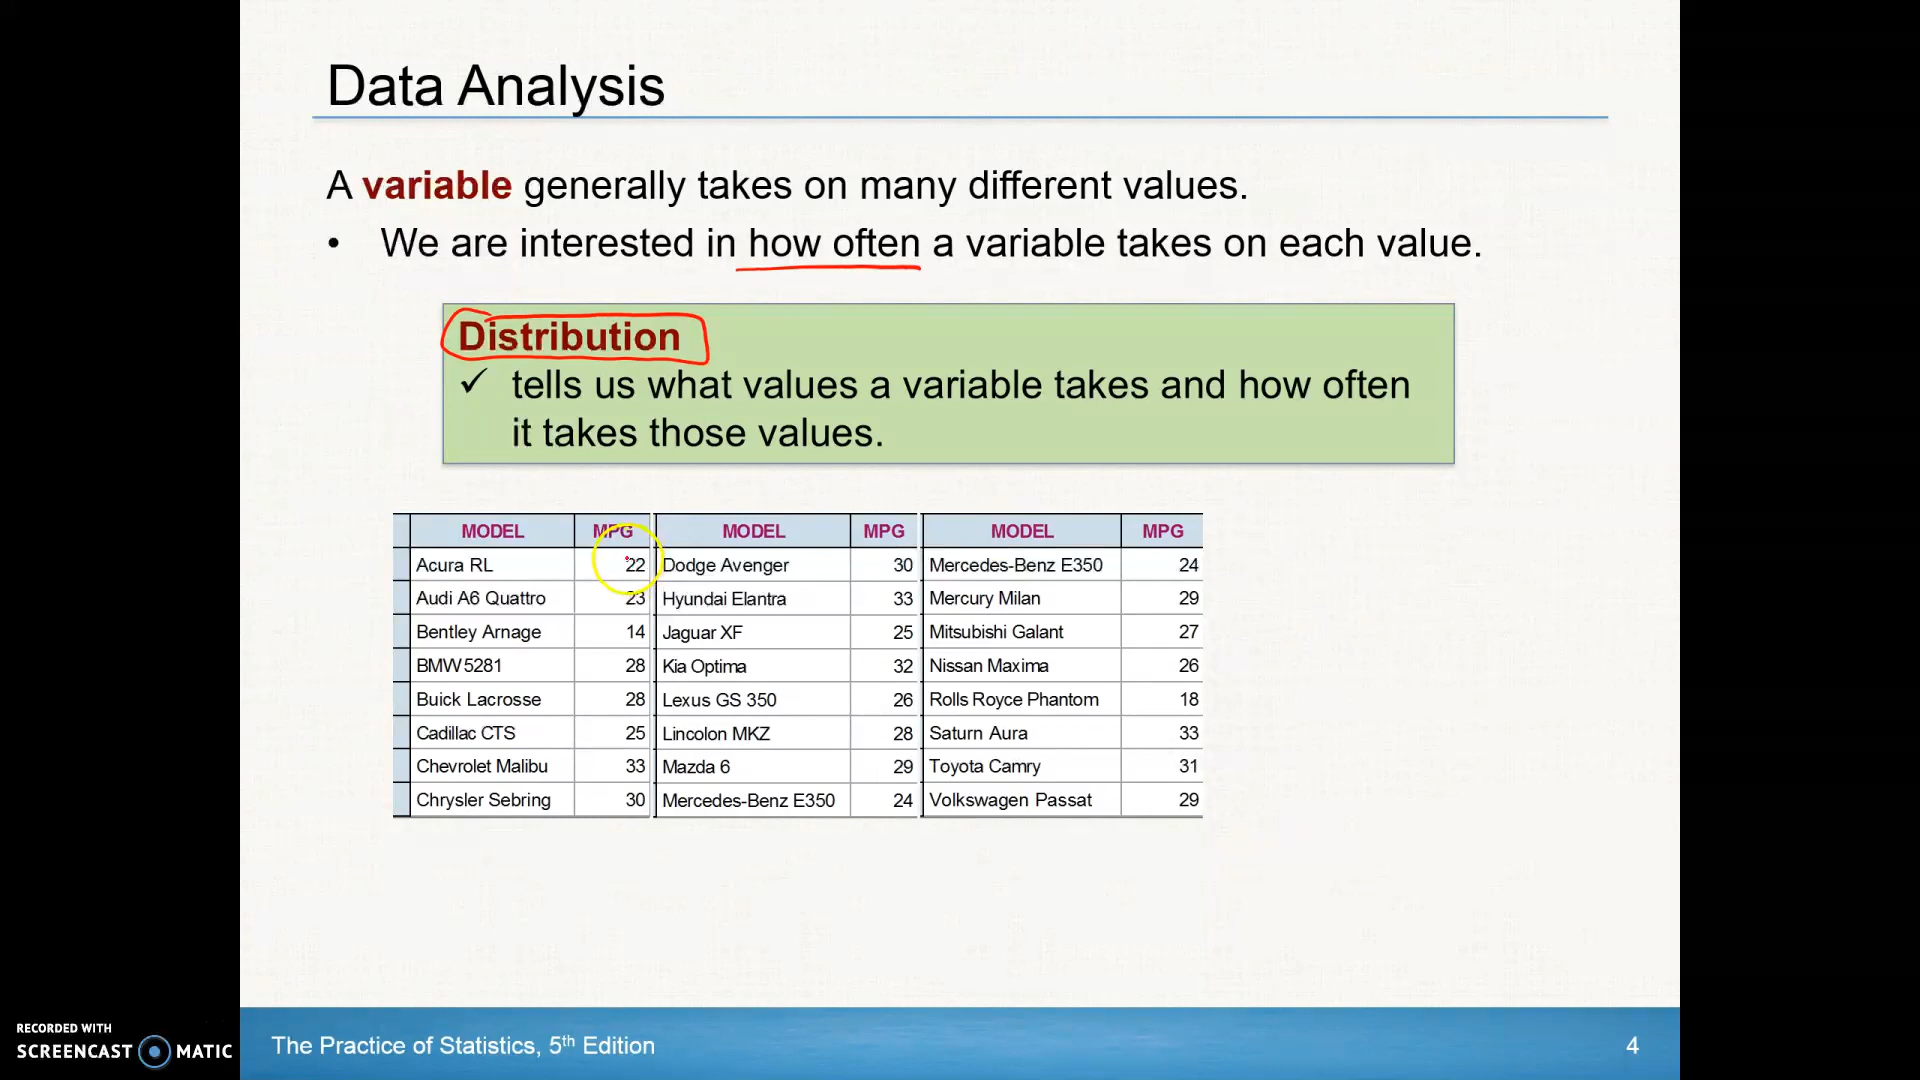 Data Analysis
A variable generally takes on many different values.
• We are interested in how often a variable takes on each value.
Distribution
✓ tells us what values a variable takes and how often
it takes those values.
MODEL MPG MODEL MPG MODEL MPG
Acura RL 22 Dodge Avenger 30 Mercedes-Benz E350 24
Audi A6 Quattro 23 Hyundai Elantra 33 Mercury Milan 29
Bentley Arnage 14 Jaguar XF 25 Mitsubishi Galant 27
BMW 5281 28 Kia Optima 32 Nissan Maxima 26
Buick Lacrosse 28 Lexus GS 350 26 Rolls Royce Phantom 18
Cadillac CTS 25 Lincolon MKZ 28 Saturn Aura 33
Chevrolet Malibu 33 Mazda 6 29 Toyota Camry 31
Chrysler Sebring 30 Mercedes-Benz E350 24 Volkswagen Passat 29
RECORDED WITH
SCREENCAST MATIC
The Practice of Statistics, 5th Edition 4